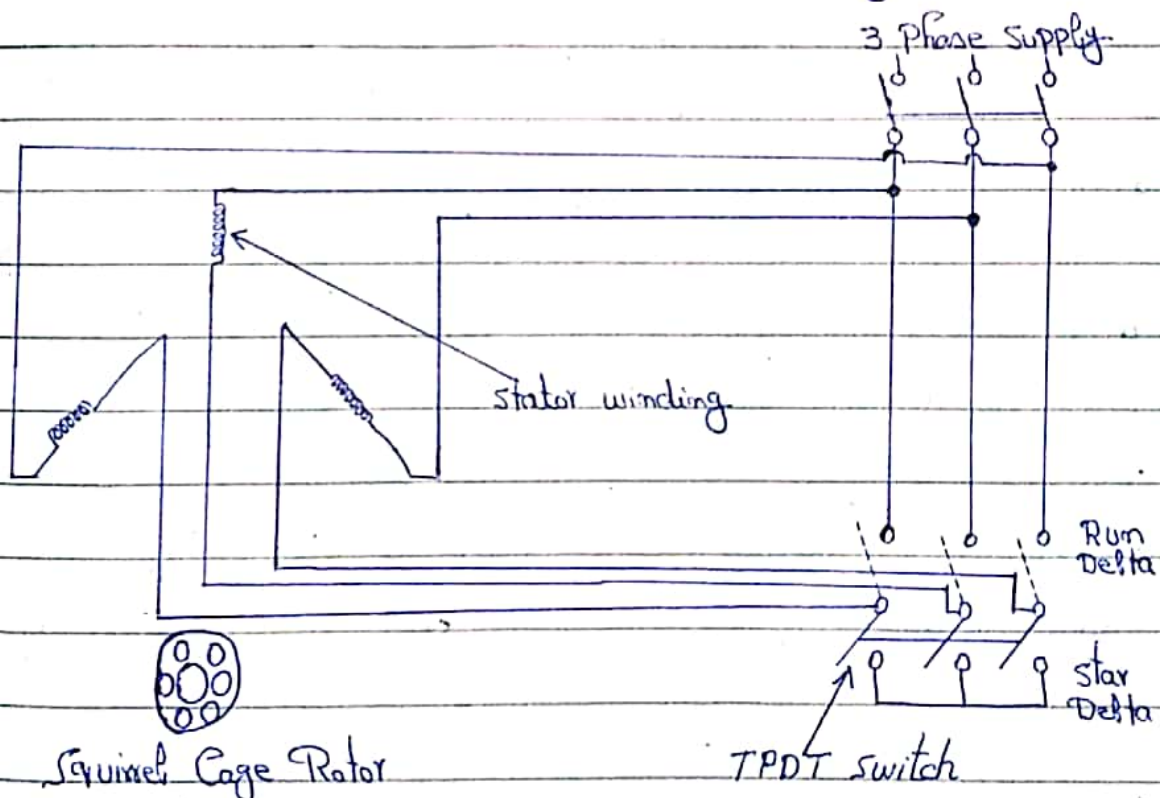 3 Phase Supply
Stator winding
Run
Delta
Star
Delta
Squirrel Cage Rotor
TPDT Switch